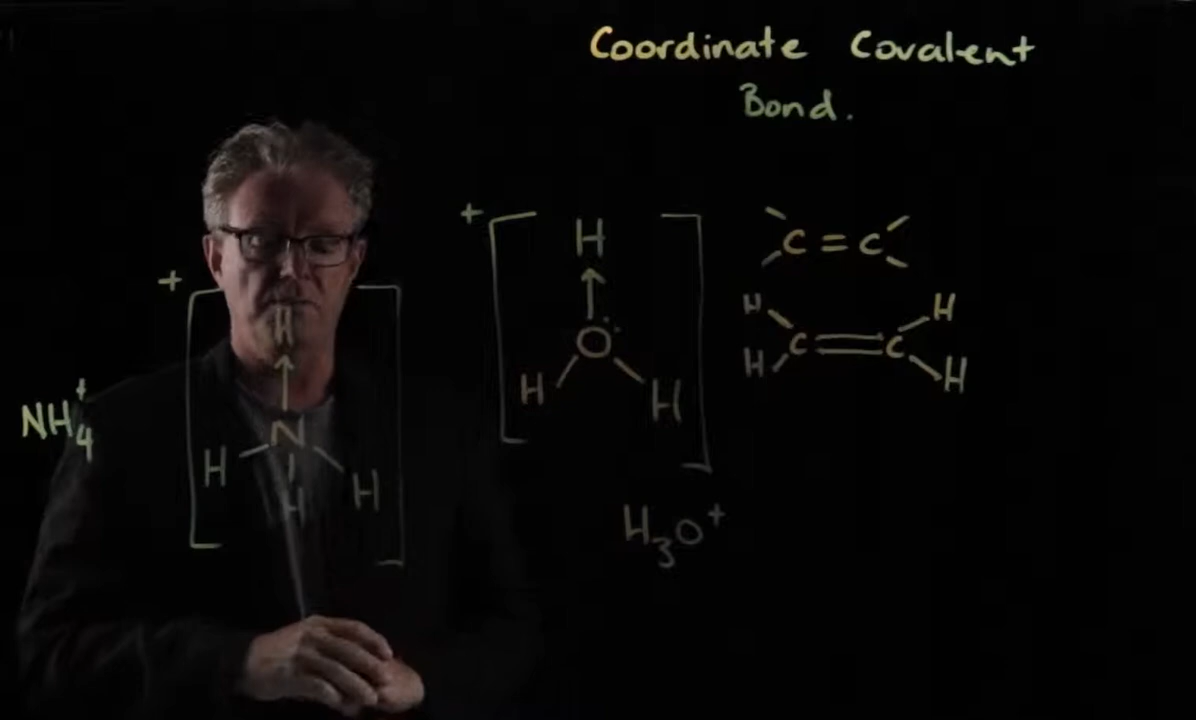 Coordinate Covalent
Bond.
+
H
N
H H H
NH₄⁺
+
H
O
H H
H₃O⁺
C = C
H H
C C
H H